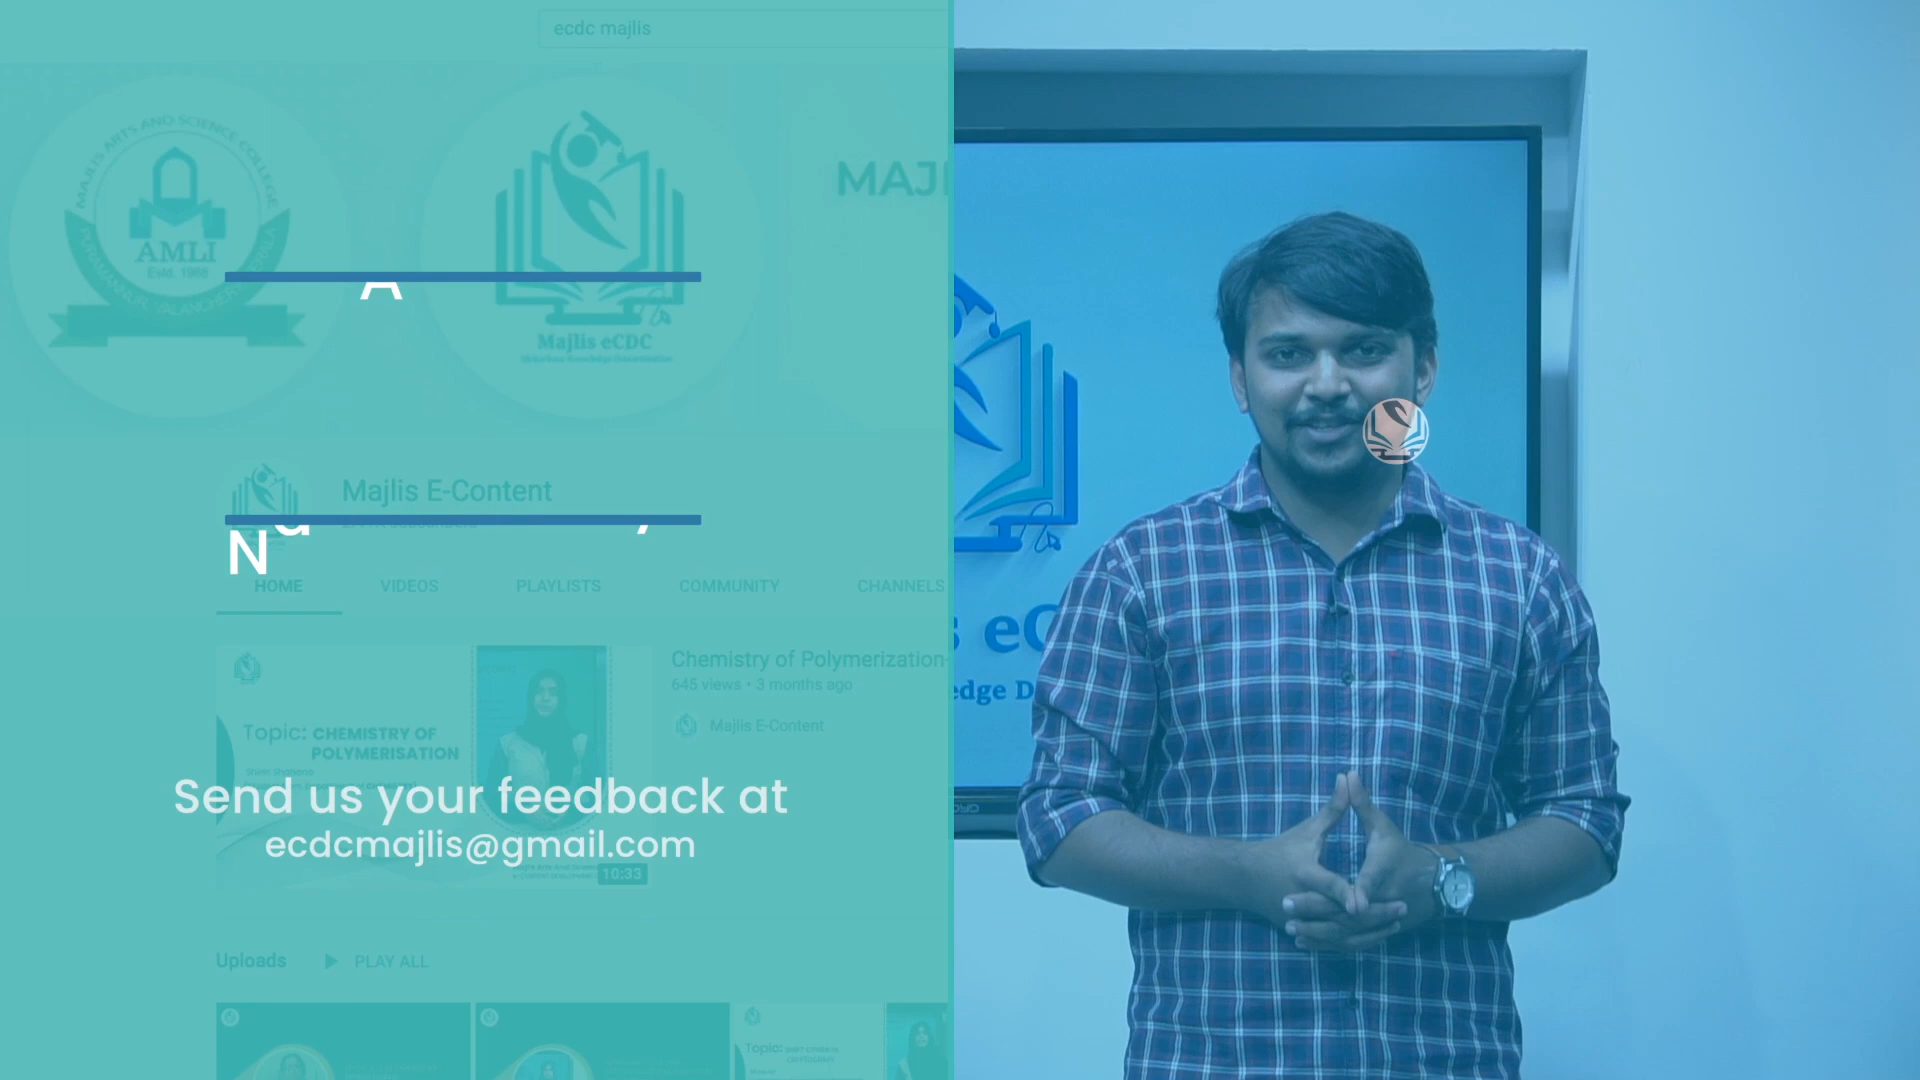 ecdc majlis
MAJLIS ARTS AND SCIENCE COLLEGE
AMLI
Estd. 1988
Majlis eCDC
MAJ
A
Majlis E-Content
N
HOME
VIDEOS
PLAYLISTS
COMMUNITY
CHANNELS
Topic: CHEMISTRY OF
POLYMERISATION
10:33
Chemistry of Polymerization-
645 views • 3 months ago
Majlis E-Content
Send us your feedback at
ecdcmajlis@gmail.com
Uploads
PLAY ALL
Topic:
s eC
edge D